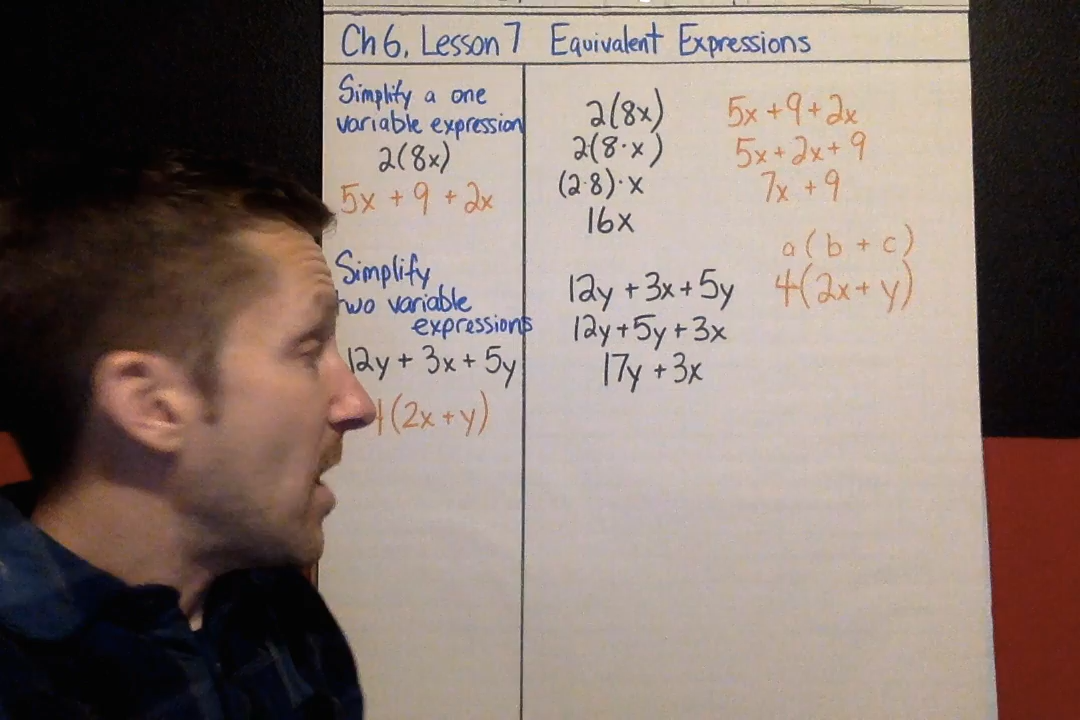 Ch 6, Lesson 7 Equivalent Expressions
Simplify a one
variable expression
2(8x)
5x + 9 + 2x
Simplify
two variable
expressions
12y + 3x + 5y
4(2x + y)
2(8x)
2(8·x)
(2·8)·x
16x
5x + 9 + 2x
5x + 2x + 9
7x + 9
12y + 3x + 5y
12y + 5y + 3x
17y + 3x
a(b + c)
4(2x + y)